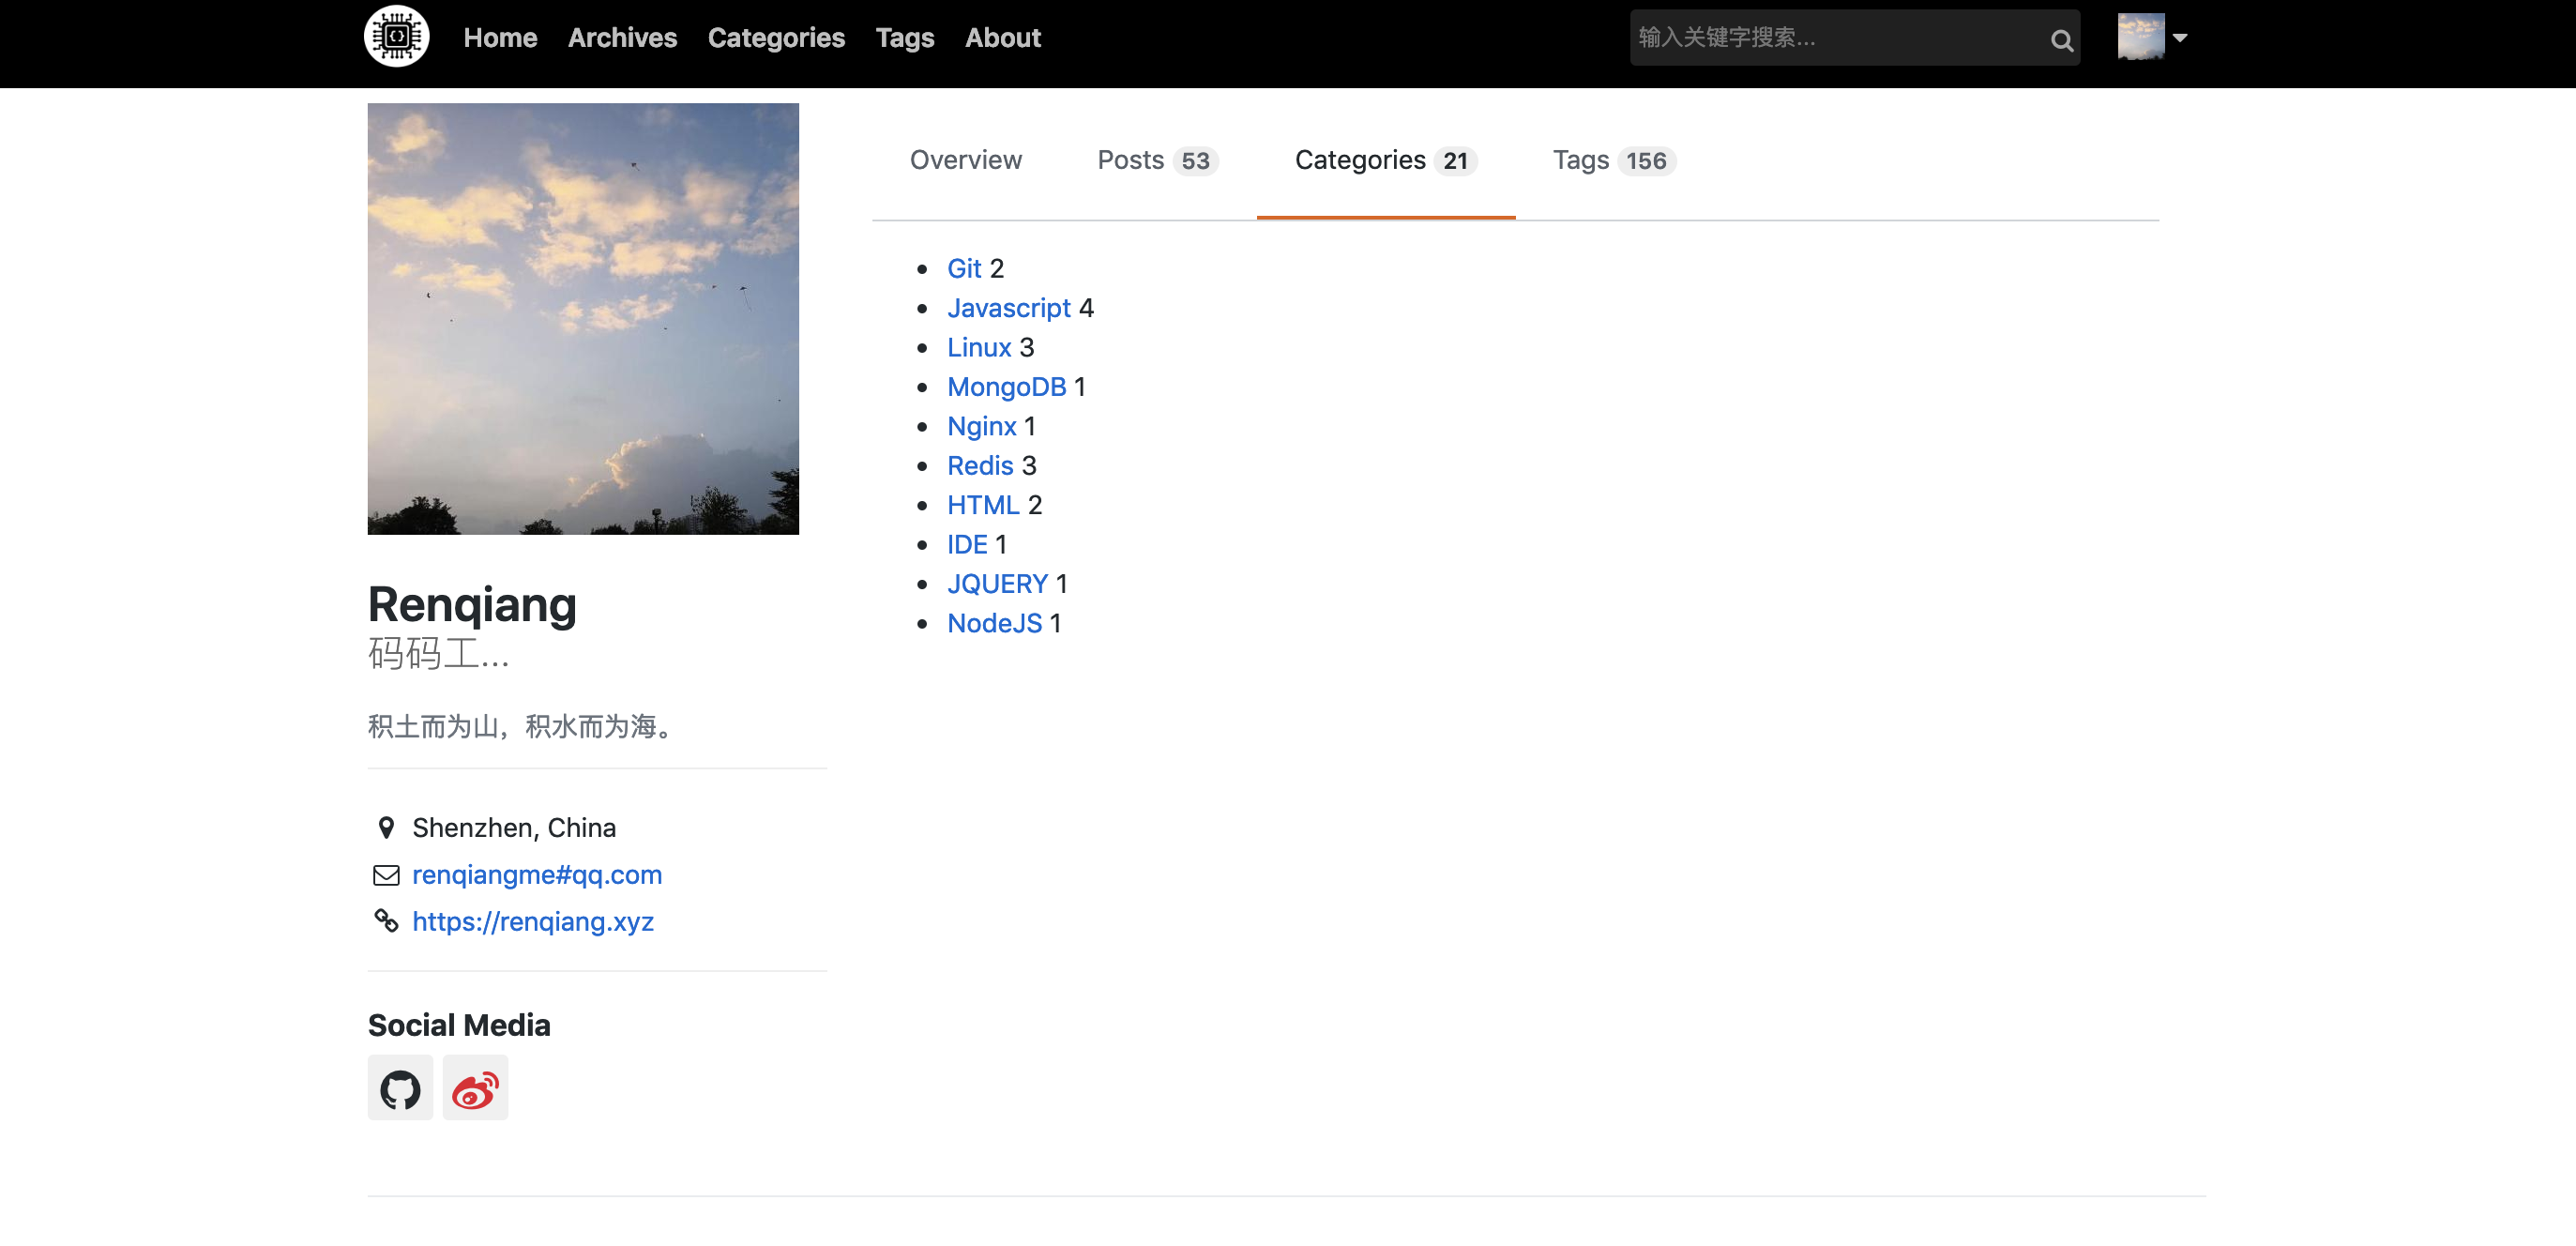 Home Archives Categories Tags About
输入关键字搜索...
Overview Posts 53 Categories 21 Tags 156
Git 2
Javascript 4
Linux 3
MongoDB 1
Nginx 1
Redis 3
HTML 2
IDE 1
JQUERY 1
NodeJS 1
Renqiang
码码工...
积土而为山，积水而为海。
Shenzhen, China
renqiangme#qq.com
https://renqiang.xyz
Social Media